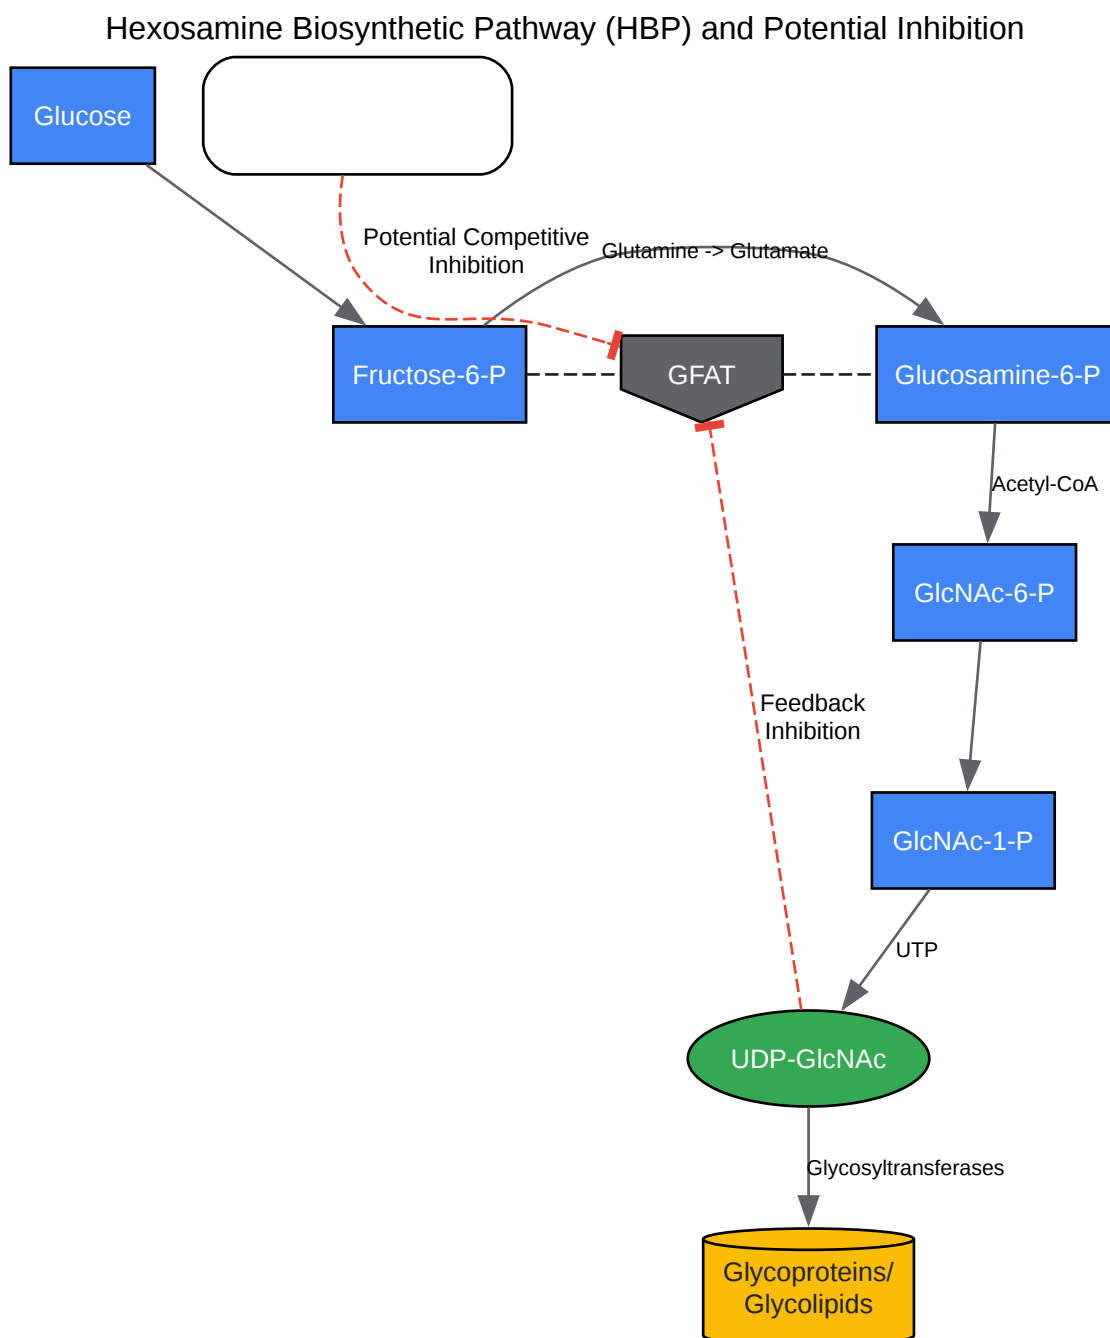 Hexosamine Biosynthetic Pathway (HBP) and Potential Inhibition
Glucose
Potential Competitive
Inhibition
Glutamine -> Glutamate
Fructose-6-P
GFAT
Glucosamine-6-P
Acetyl-CoA
GlcNAc-6-P
Feedback
Inhibition
GlcNAc-1-P
UTP
UDP-GlcNAc
Glycosyltransferases
Glycoproteins/
Glycolipids